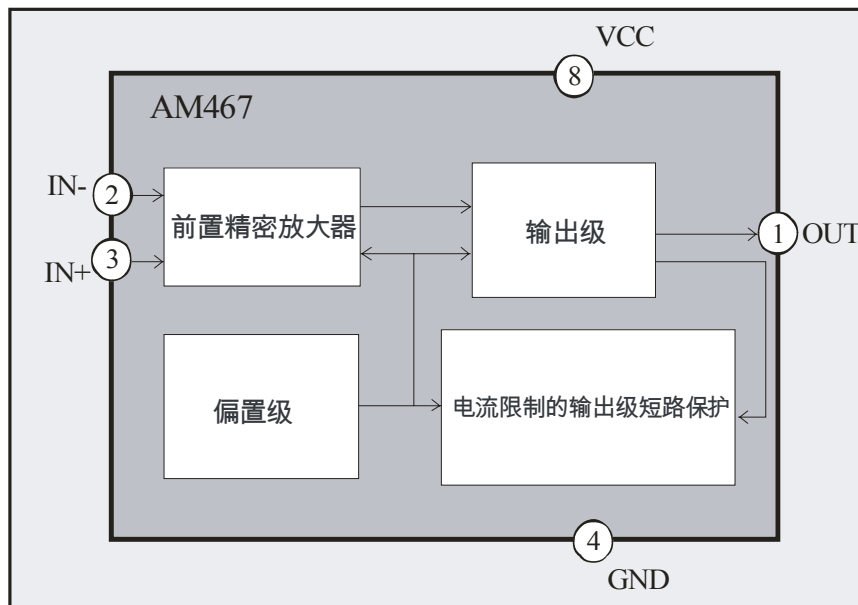 VCC
8
AM467
IN-
2
前置精密放大器
输出级
1
OUT
3
IN+
偏置级
电流限制的输出级短路保护
4
GND